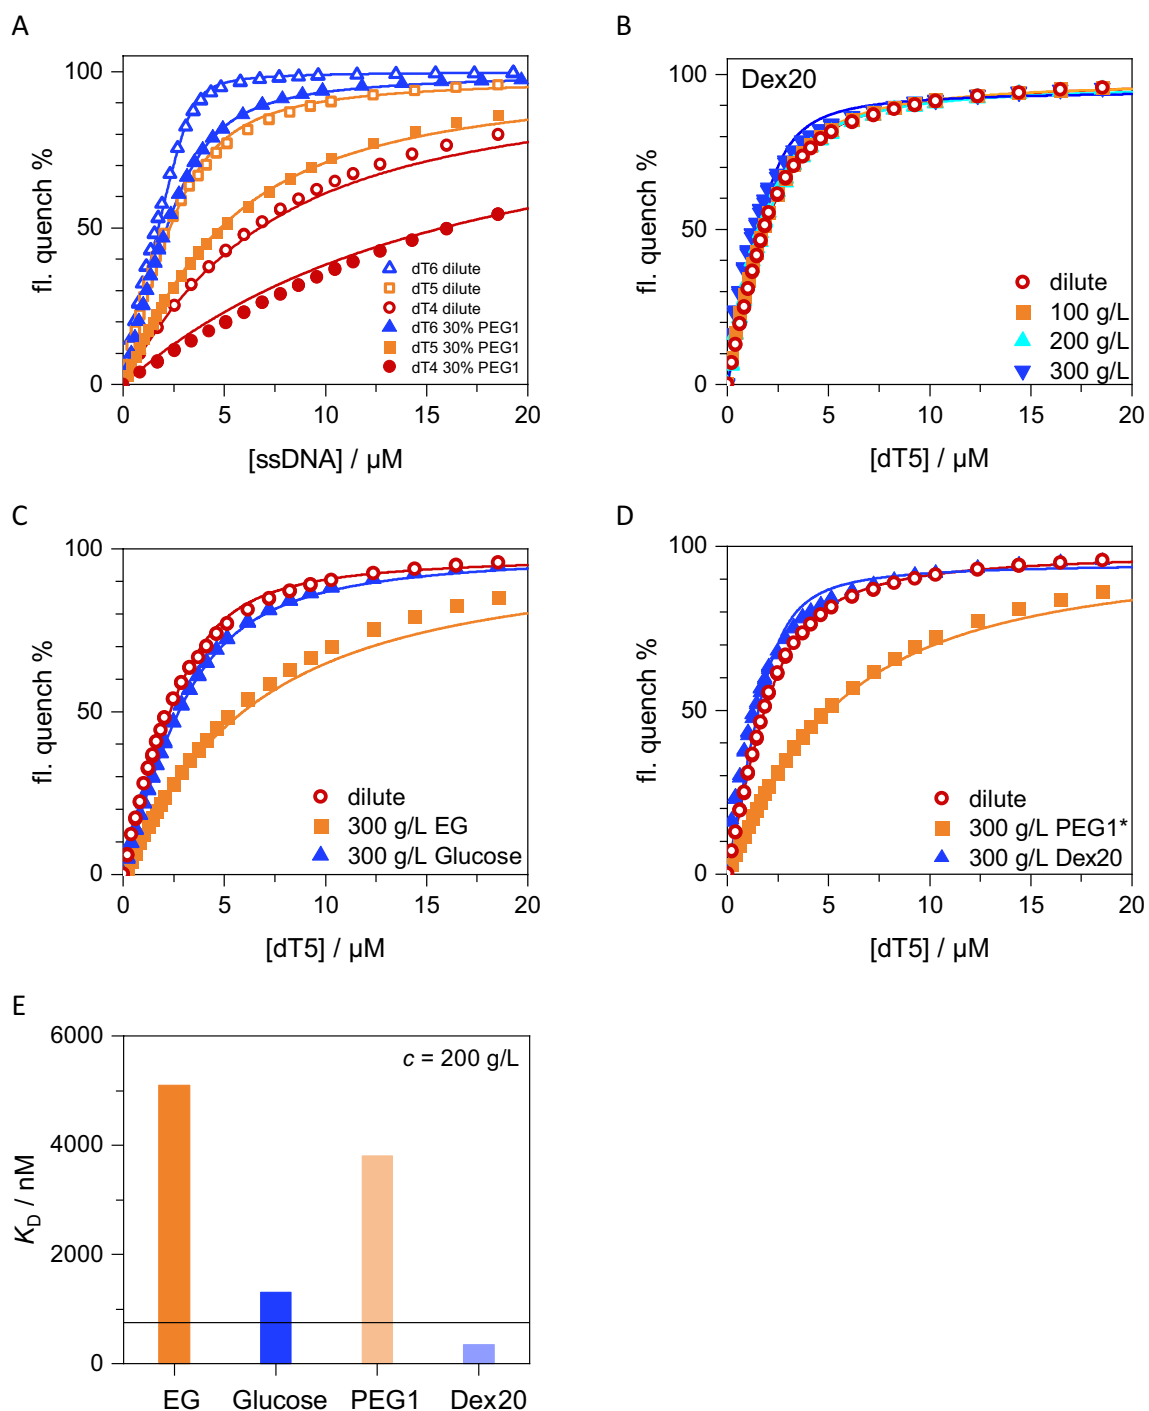 A
fl. quench %
100
50
0
0 5 10 15 20
[ssDNA] / μM
dT6 dilute
dT5 dilute
dT4 dilute
dT6 30% PEG1
dT5 30% PEG1
dT4 30% PEG1
B
Dex20
fl. quench %
100
50
0
0 5 10 15 20
[dT5] / μM
dilute
100 g/L
200 g/L
300 g/L
C
fl. quench %
100
50
0
0 5 10 15 20
[dT5] / μM
dilute
300 g/L EG
300 g/L Glucose
D
fl. quench %
100
50
0
0 5 10 15 20
[dT5] / μM
dilute
300 g/L PEG1*
300 g/L Dex20
E
c = 200 g/L
K_D / nM
6000
4000
2000
0
EG Glucose PEG1 Dex20